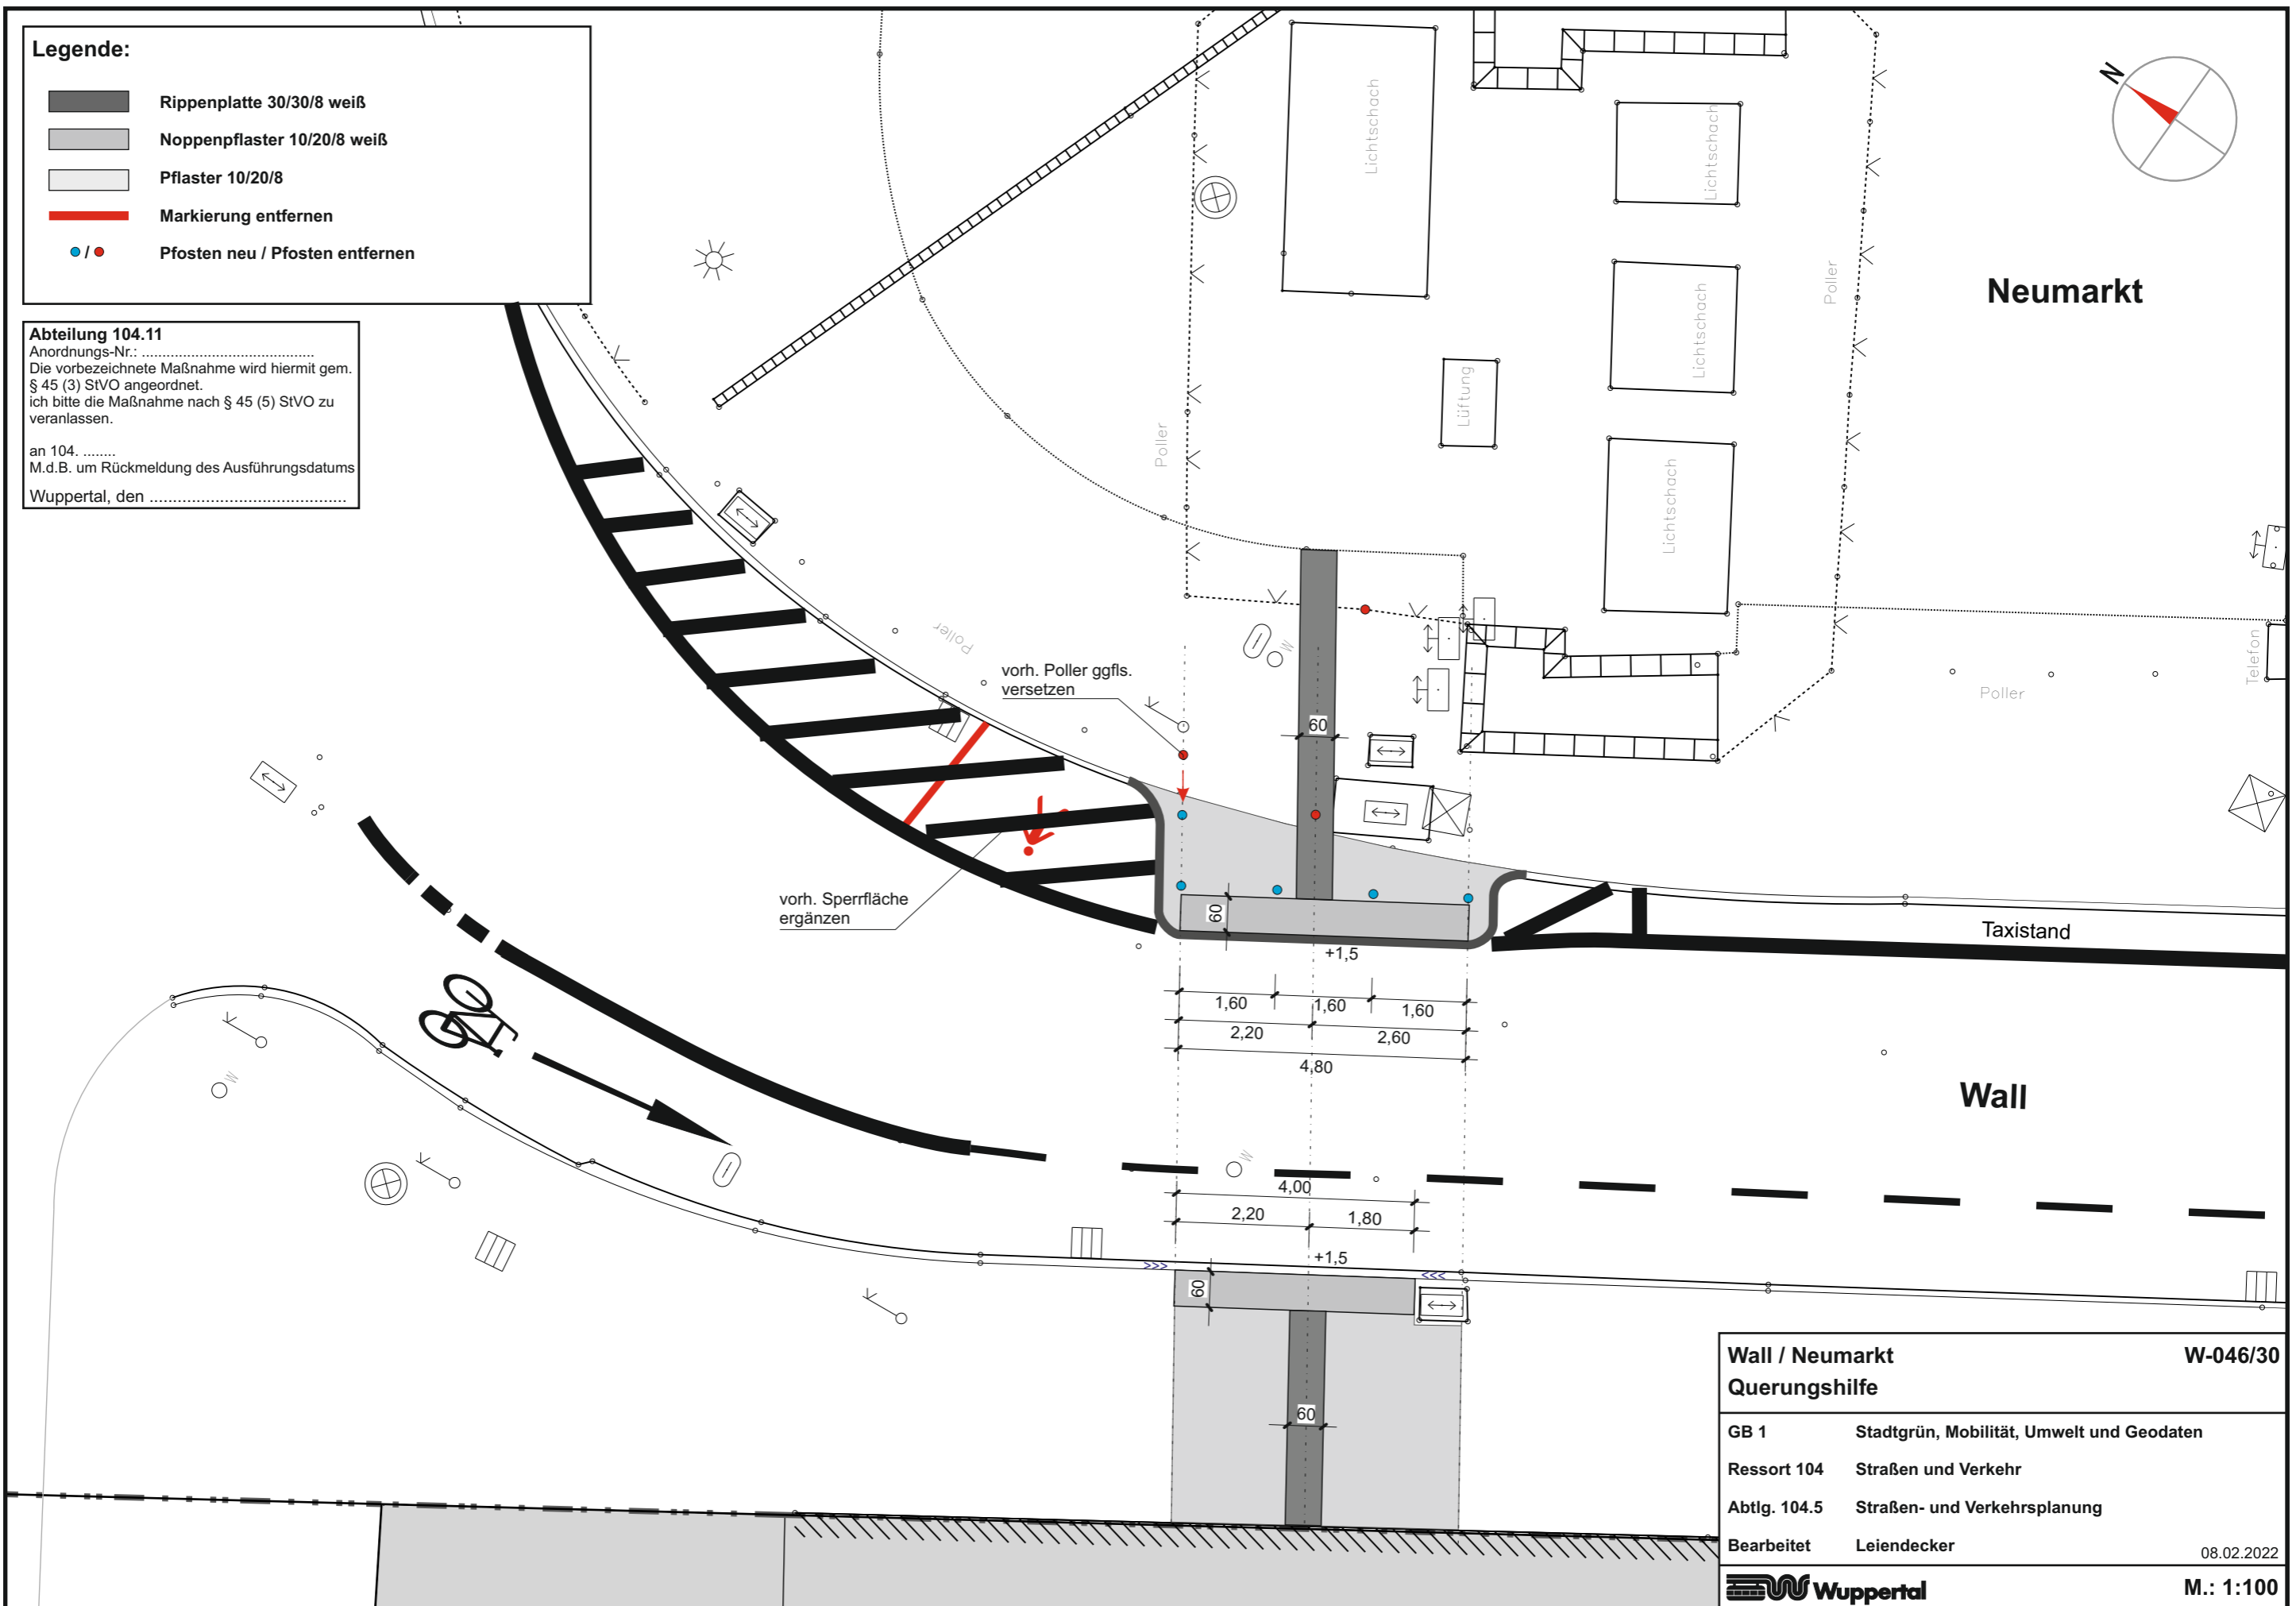 Legende:
Rippenplatte 30/30/8 weiß
Noppenpflaster 10/20/8 weiß
Pflaster 10/20/8
Markierung entfernen
/
Pfosten neu / Pfosten entfernen
Abteilung 104.11
Anordnungs-Nr.: ........................................
Die vorbezeichnete Maßnahme wird hiermit gem.
§ 45 (3) StVO angeordnet.
ich bitte die Maßnahme nach § 45 (5) StVO zu
veranlassen.
an 104. ........
M.d.B. um Rückmeldung des Ausführungsdatums
Wuppertal, den ..........................................
N
Neumarkt
Lichtschach
Lichtschach
Lichtschach
Lichtschach
Lüftung
Poller
Poller
Poller
Poller
Telefon
W
vorh. Poller ggfls.
versetzen
60
vorh. Sperrfläche
ergänzen
60
+1,5
Taxistand
1,60
1,60
1,60
2,20
2,60
4,80
Wall
W
W
4,00
2,20
1,80
+1,5
>>>
<<<
60
60
Wall / Neumarkt
W-046/30
Querungshilfe
GB 1
Stadtgrün, Mobilität, Umwelt und Geodaten
Ressort 104
Straßen und Verkehr
Abtlg. 104.5
Straßen- und Verkehrsplanung
Bearbeitet
Leiendecker
08.02.2022
Wuppertal
M.: 1:100